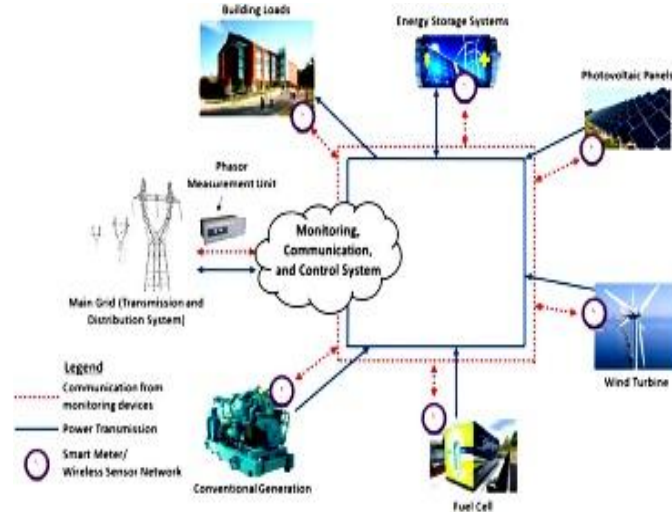 Building Loads
Energy Storage Systems
Photovoltaic Panels
Phasor
Measurement Unit
Monitoring,
Communication,
and Control System
Main Grid (Transmission and
Distribution System)
Wind Turbine
Legend
Communication from
monitoring devices
Power Transmission
Smart Meter/
Wireless Sensor Network
Conventional Generation
Fuel Cell